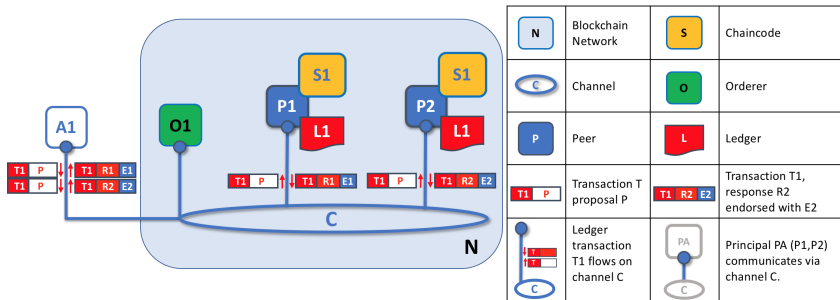 S1
S1
P1
P2
A1
O1
L1
L1
T1 P T1 R1 E1
T1 P T1 R2 E2
T1 P T1 R1 E1
T1 P T1 R2 E2
C
N
N
Blockchain
Network
S
Chaincode
C
Channel
O
Orderer
P
Peer
L
Ledger
T1 P
Transaction T
proposal P
T1 R2 E2
Transaction T1,
response R2
endorsed with E2
T
T
C
Ledger
transaction
T1 flows on
channel C
PA
C
Principal PA (P1,P2)
communicates via
channel C.